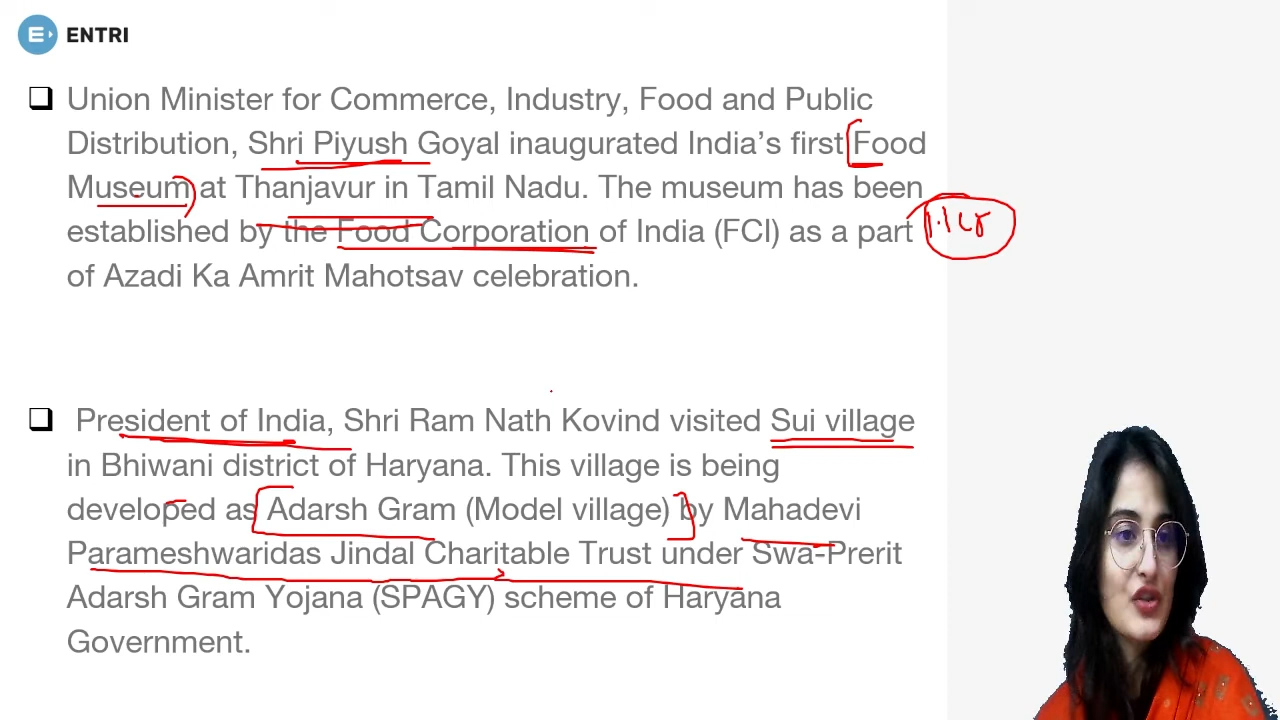 ENTRI
Union Minister for Commerce, Industry, Food and Public
Distribution, Shri Piyush Goyal inaugurated India’s first Food
Museum at Thanjavur in Tamil Nadu. The museum has been
established by the Food Corporation of India (FCI) as a part
of Azadi Ka Amrit Mahotsav celebration.
President of India, Shri Ram Nath Kovind visited Sui village
in Bhiwani district of Haryana. This village is being
developed as Adarsh Gram (Model village) by Mahadevi
Parameshwaridas Jindal Charitable Trust under Swa-Prerit
Adarsh Gram Yojana (SPAGY) scheme of Haryana
Government.